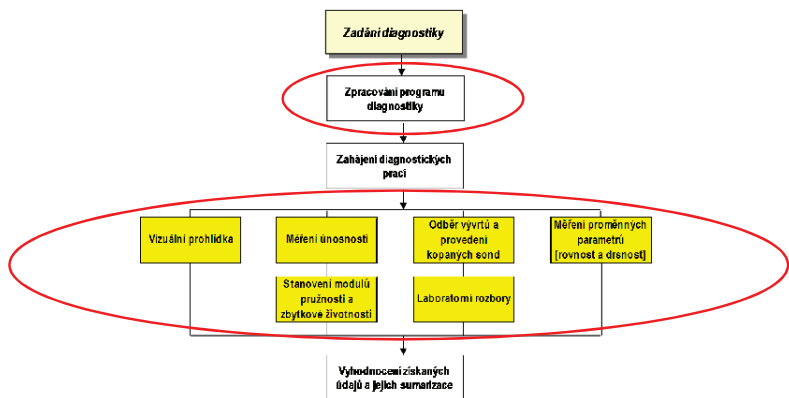 Zadání diagnostiky
Zpracování programu
diagnostiky
Zahájení diagnostických
prací
Vizuální prohlídka
Měření únosnosti
Odběr vývrtů a
provedení
kopaných sond
Měření proměnných
parametrů
[rovnost a drsnost]
Stanovení modulů
pružnosti a
zbytkové životnosti
Laboratorní rozbory
Vyhodnocení získaných
údajů a jejich sumarizace